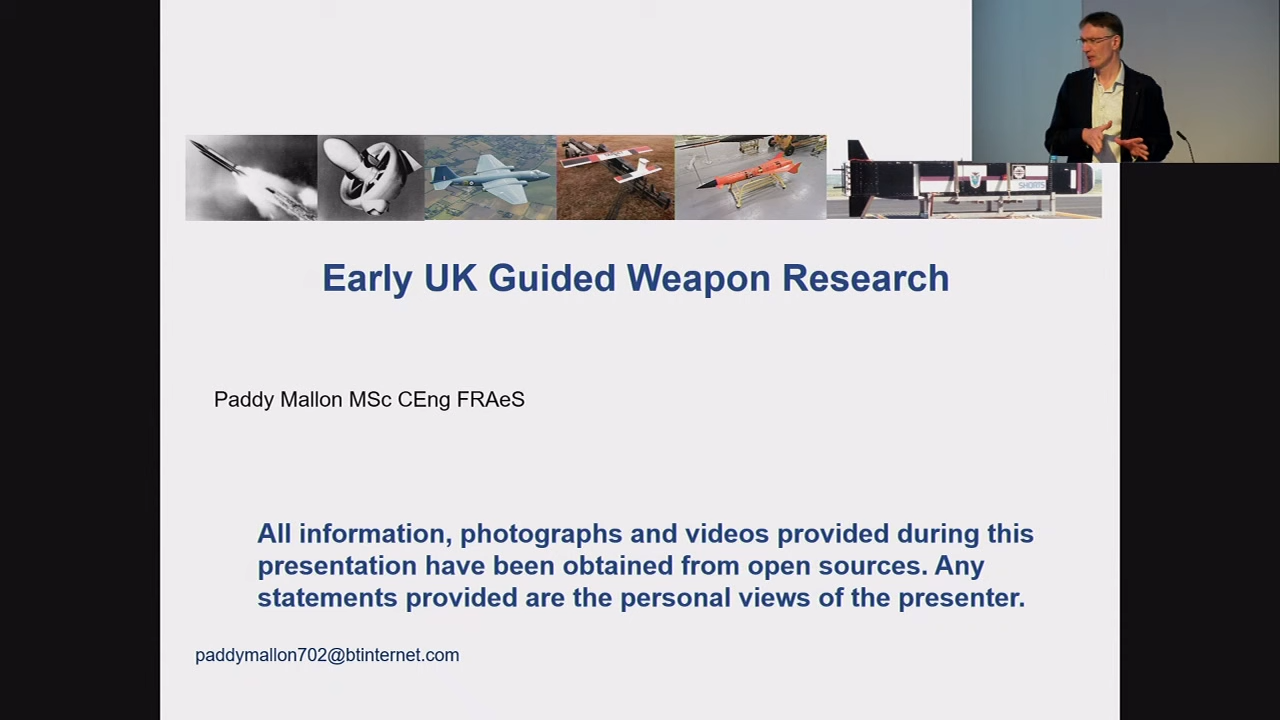 SHORTS
Early UK Guided Weapon Research
Paddy Mallon MSc CEng FRAeS
All information, photographs and videos provided during this
presentation have been obtained from open sources. Any
statements provided are the personal views of the presenter.
paddymallon702@btinternet.com